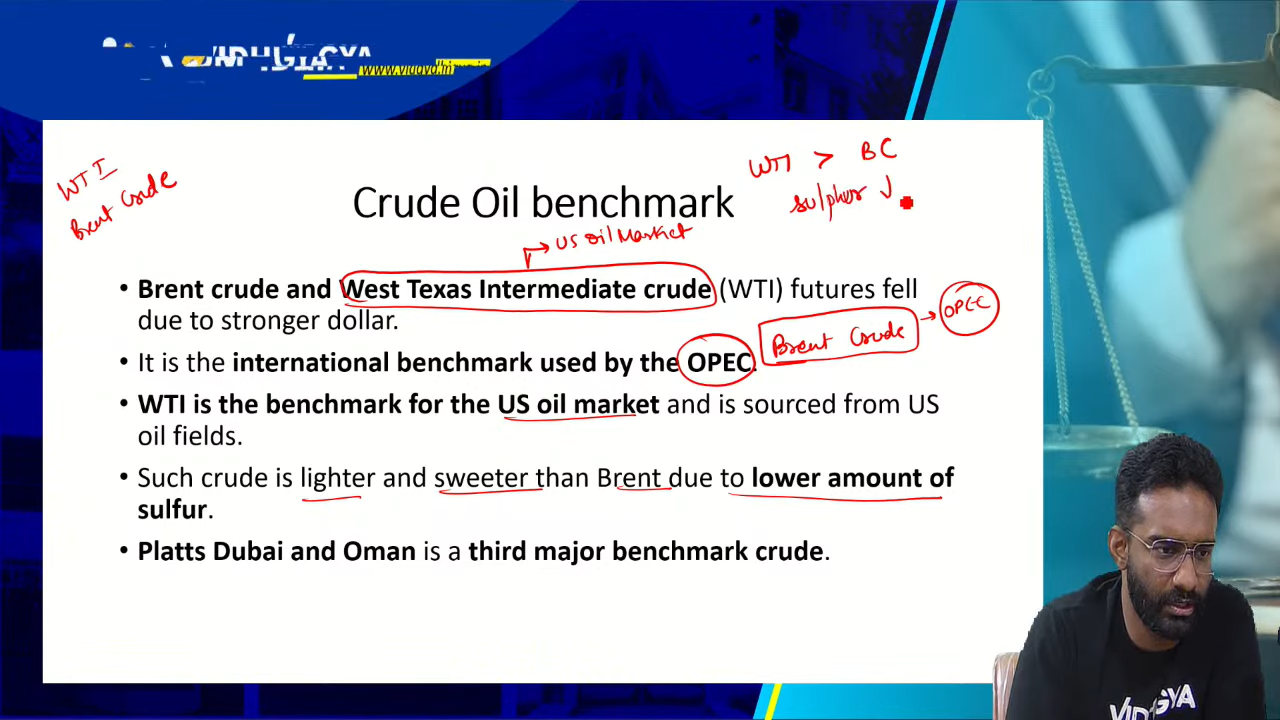 www.vidhyagya.in
WTI
Brent Crude
WTI > BC
sulphur ↓
Crude Oil benchmark
US Oil Market
• Brent crude and West Texas Intermediate crude (WTI) futures fell
due to stronger dollar.
Brent Crude → OPEC
• It is the international benchmark used by the OPEC.
• WTI is the benchmark for the US oil market and is sourced from US
oil fields.
• Such crude is lighter and sweeter than Brent due to lower amount of
sulfur.
• Platts Dubai and Oman is a third major benchmark crude.